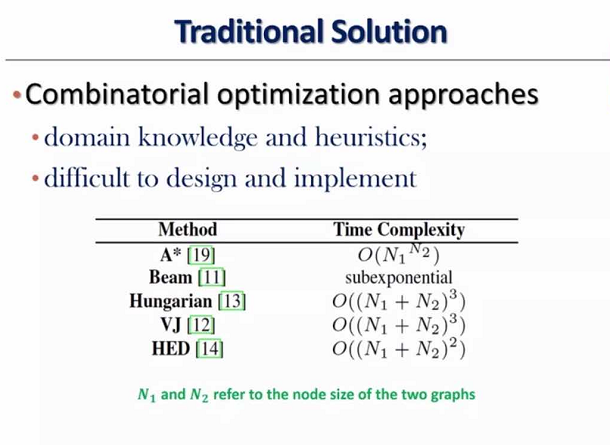 Traditional Solution
• Combinatorial optimization approaches
• domain knowledge and heuristics;
• difficult to design and implement
Method Time Complexity
A* [19] O(N₁^N₂)
Beam [11] subexponential
Hungarian [13] O((N₁ + N₂)³)
VJ [12] O((N₁ + N₂)³)
HED [14] O((N₁ + N₂)²)
N₁ and N₂ refer to the node size of the two graphs